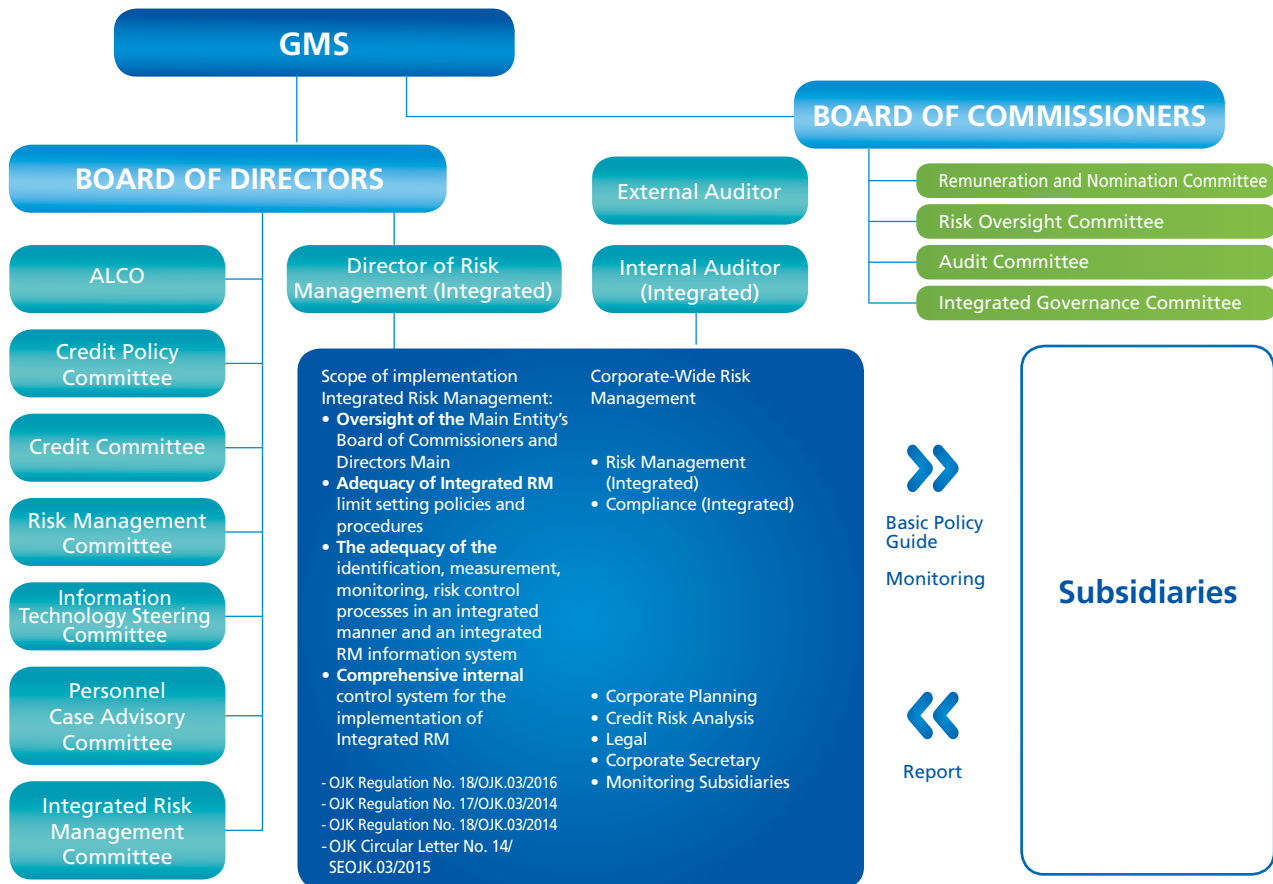 GMS
BOARD OF COMMISSIONERS
BOARD OF DIRECTORS
Remuneration and Nomination Committee
Risk Oversight Committee
Audit Committee
Integrated Governance Committee
External Auditor
ALCO
Credit Policy
Committee
Credit Committee
Risk Management
Committee
Information
Technology Steering
Committee
Personnel
Case Advisory
Committee
Integrated Risk
Management
Committee
Director of Risk
Management (Integrated)
Internal Auditor
(Integrated)
Scope of implementation
Integrated Risk Management:
• Oversight of the Main Entity’s
Board of Commissioners and
Directors Main
• Adequacy of Integrated RM
limit setting policies and
procedures
• The adequacy of the
identification, measurement,
monitoring, risk control
processes in an integrated
manner and an integrated
RM information system
• Comprehensive internal
control system for the
implementation of
Integrated RM
- OJK Regulation No. 18/OJK.03/2016
- OJK Regulation No. 17/OJK.03/2014
- OJK Regulation No. 18/OJK.03/2014
- OJK Circular Letter No. 14/
SEOJK.03/2015
Corporate-Wide Risk
Management
• Risk Management
(Integrated)
• Compliance (Integrated)
• Corporate Planning
• Credit Risk Analysis
• Legal
• Corporate Secretary
• Monitoring Subsidiaries
Basic Policy
Guide
Monitoring
Report
Subsidiaries